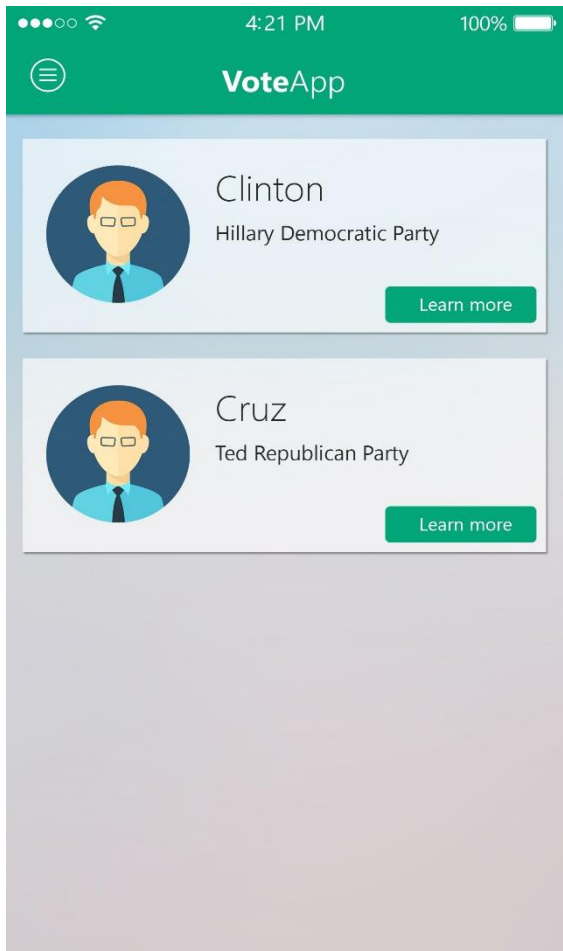 4:21 PM 100%
VoteApp
Clinton
Hillary Democratic Party
Learn more
Cruz
Ted Republican Party
Learn more